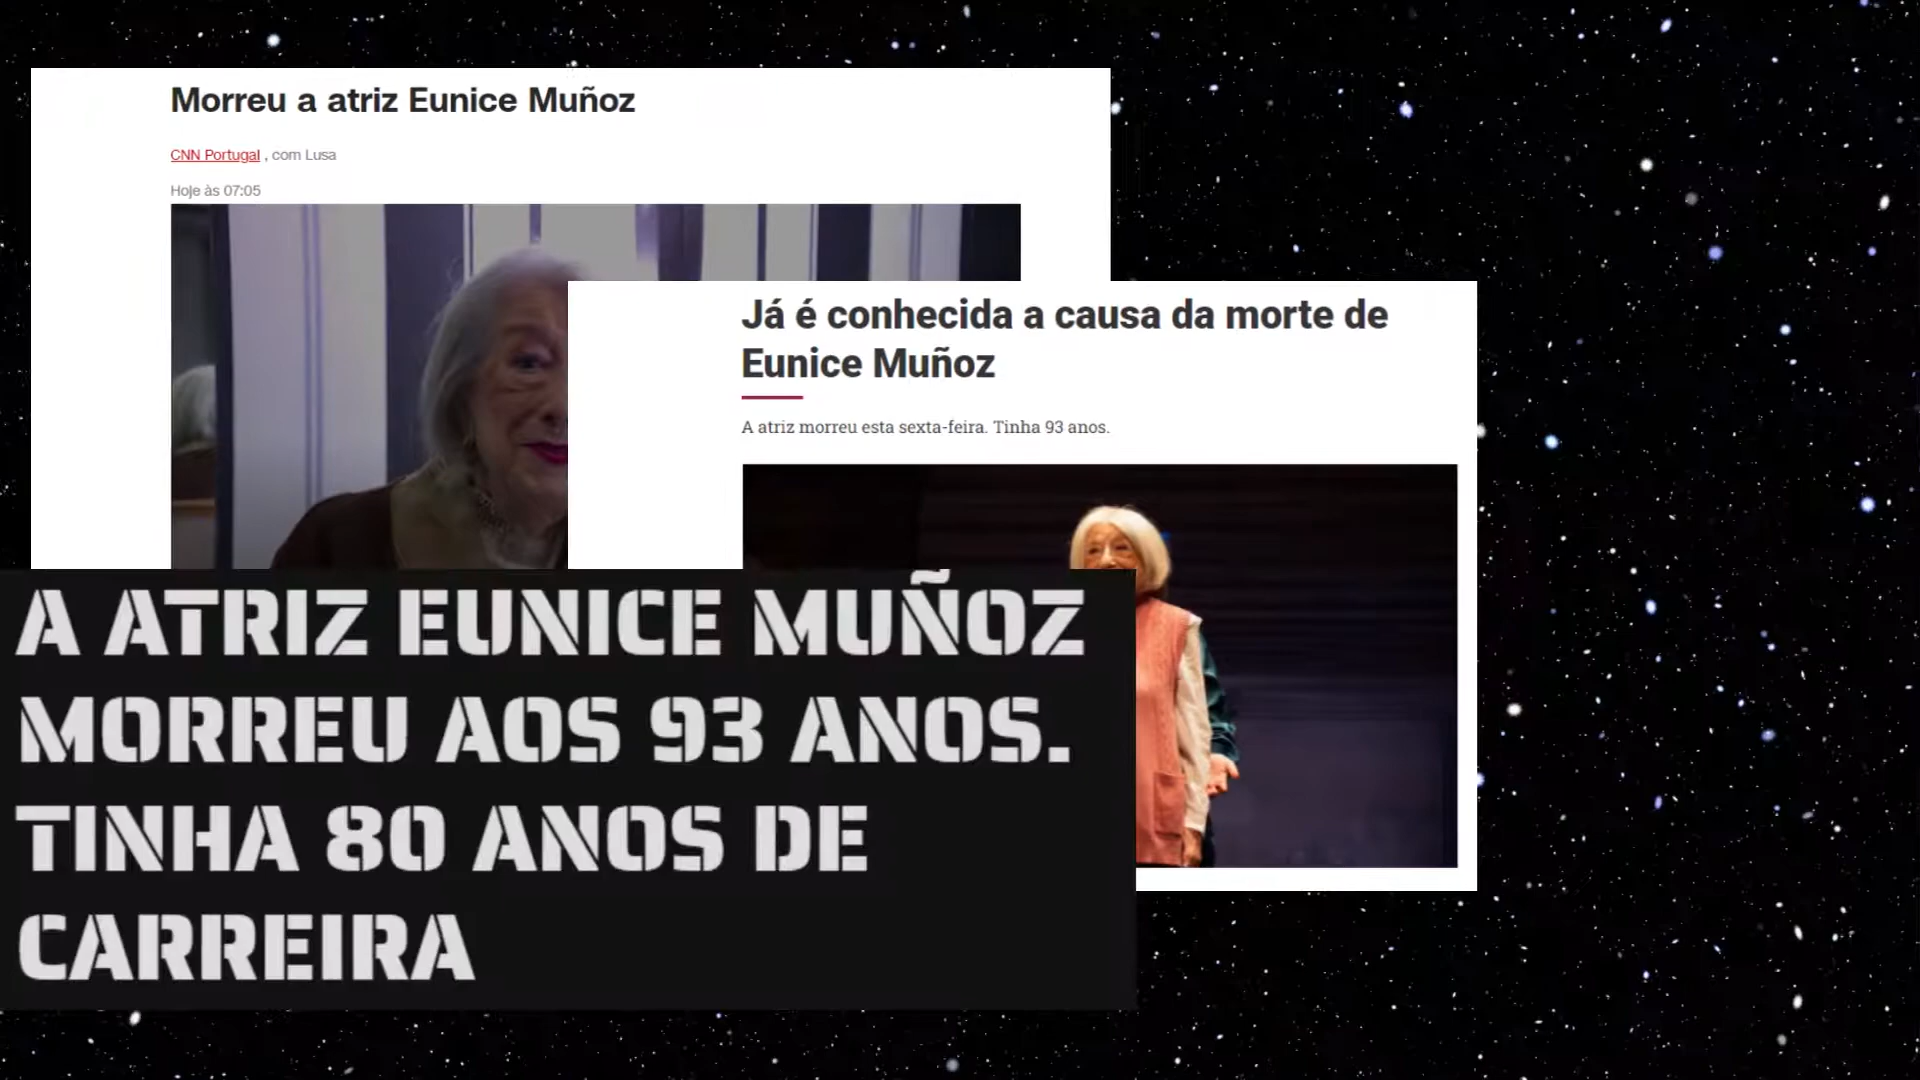 Morreu a atriz Eunice Muñoz
CNN Portugal , com Lusa
Hoje às 07:05
Já é conhecida a causa da morte de
Eunice Muñoz
A atriz morreu esta sexta-feira. Tinha 93 anos.
A ATRIZ EUNICE MUÑOZ
MORREU AOS 93 ANOS.
TINHA 80 ANOS DE
CARREIRA